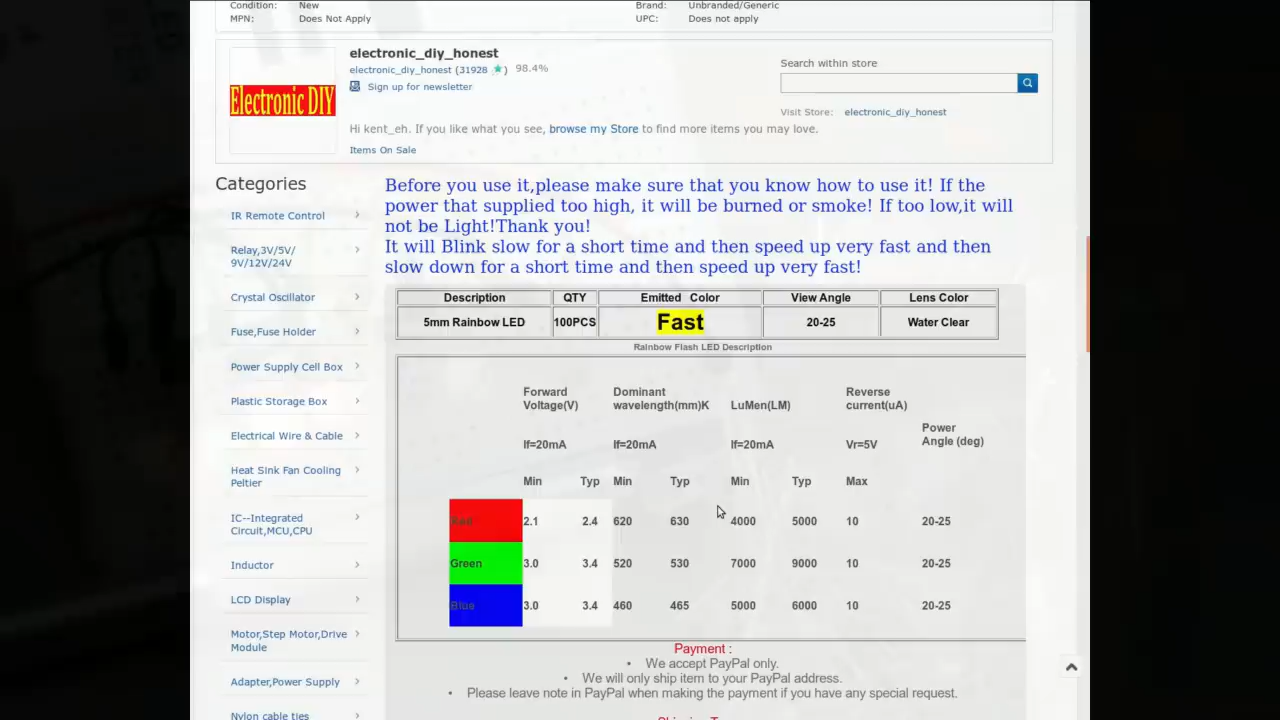 Condition: New Brand: Unbranded/Generic
MPN: Does Not Apply UPC: Does not apply
electronic_diy_honest
electronic_diy_honest (31928 ) 98.4%
Sign up for newsletter
Electronic DIY
Search within store
Visit Store: electronic_diy_honest
Hi kent_eh. If you like what you see, browse my Store to find more items you may love.
Items On Sale
Categories
IR Remote Control
Relay,3V/5V/
9V/12V/24V
Crystal Oscillator
Fuse,Fuse Holder
Power Supply Cell Box
Plastic Storage Box
Electrical Wire & Cable
Heat Sink Fan Cooling
Peltier
IC--Integrated
Circuit,MCU,CPU
Inductor
LCD Display
Motor,Step Motor,Drive
Module
Adapter,Power Supply
Nylon cable ties
Before you use it,please make sure that you know how to use it! If the
power that supplied too high, it will be burned or smoke! If too low,it will
not be Light!Thank you!
It will Blink slow for a short time and then speed up very fast and then
slow down for a short time and then speed up very fast!
Description QTY Emitted Color View Angle Lens Color
5mm Rainbow LED 100PCS Fast 20-25 Water Clear
Rainbow Flash LED Description
Forward Dominant Reverse
Voltage(V) wavelength(mm)K LuMen(LM) current(uA)
Power
Angle (deg)
If=20mA If=20mA If=20mA Vr=5V
Min Typ Min Typ Min Typ Max
Red 2.1 2.4 620 630 4000 5000 10 20-25
Green 3.0 3.4 520 530 7000 9000 10 20-25
Blue 3.0 3.4 460 465 5000 6000 10 20-25
Payment :
• We accept PayPal only.
• We will only ship item to your PayPal address.
• Please leave note in PayPal when making the payment if you have any special request.